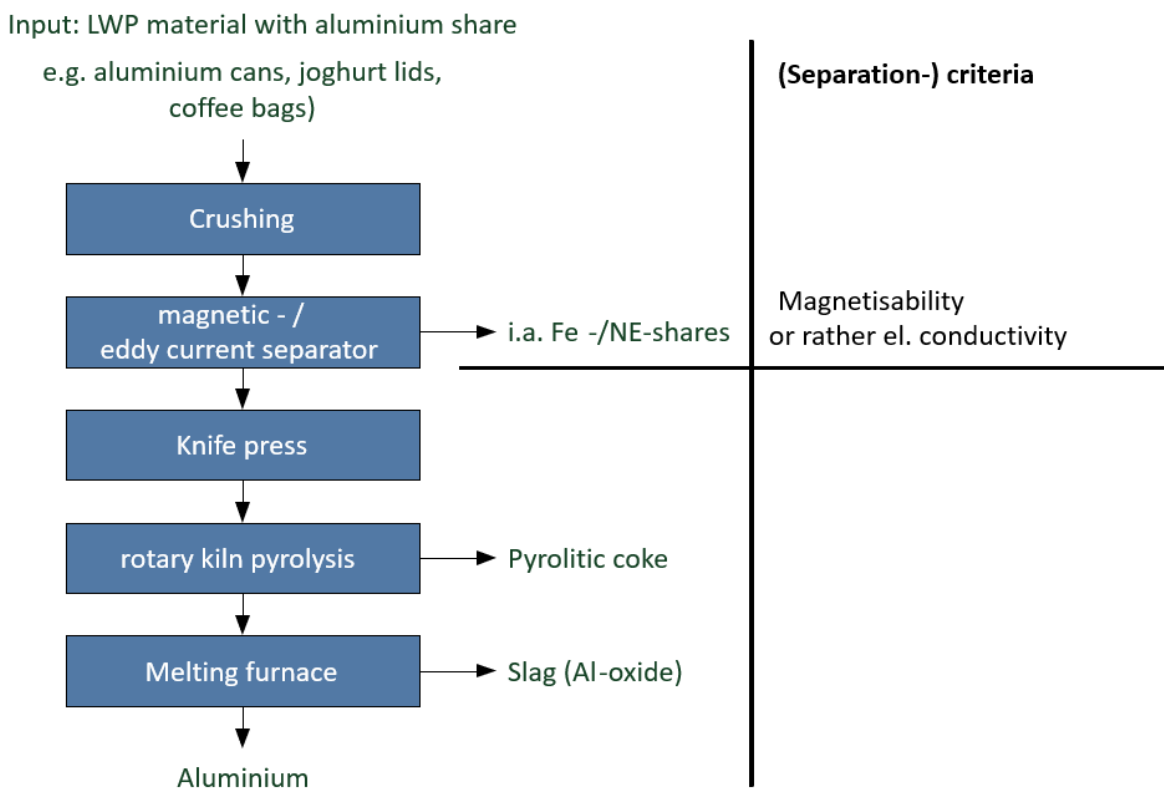 Input: LWP material with aluminium share
e.g. aluminium cans, joghurt lids,
coffee bags)
(Separation-) criteria
Crushing
magnetic - /
eddy current separator
i.a. Fe -/NE-shares
Magnetisability
or rather el. conductivity
Knife press
rotary kiln pyrolysis
Pyrolitic coke
Melting furnace
Slag (Al-oxide)
Aluminium